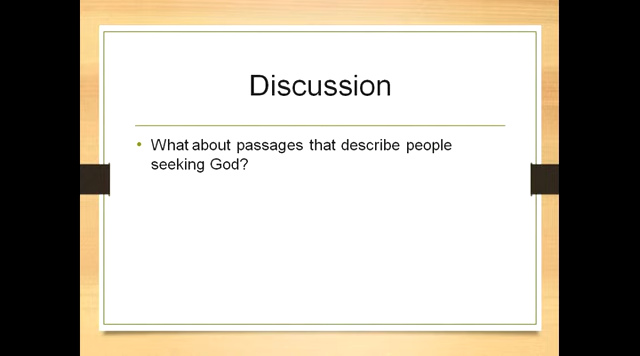 Discussion
• What about passages that describe people
seeking God?